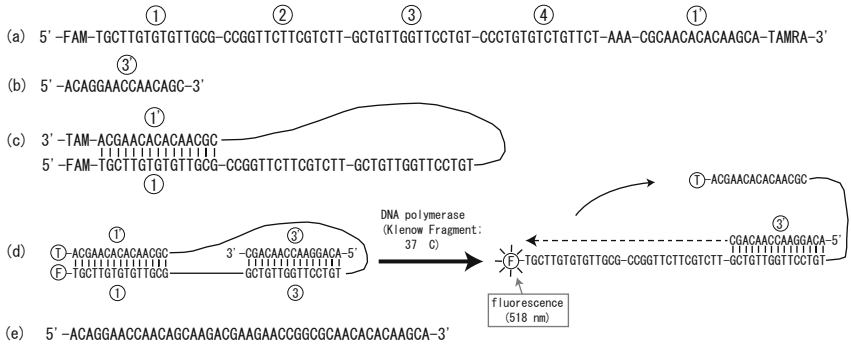 ① ② ③ ④ ①'
(a) 5'-FAM-TGCTTGTGTGTTGCG-CCGGTTCTTCGTCTT-GCTGTTGGTTCCTGT-CCCTGTGTCTGTTCT-AAA-CGCAACACACAAGCA-TAMRA-3'
③'
(b) 5'-ACAGGAACCAACAGC-3'
①'
(c) 3'-TAM-ACGAACACACAACGC
5'-FAM-TGCTTGTGTGTTGCG-CCGGTTCTTCGTCTT-GCTGTTGGTTCCTGT
①
(d)
①' ③'
T-ACGAACACACAACGC 3'-CGACAACCAAGGACA-5'
F-TGCTTGTGTGTTGCG GCTGTTGGTTCCTGT
① ③
DNA polymerase
(Klenow Fragment;
37 C)
T-ACGAACACACAACGC
③'
CGACAACCAAGGACA-5'
F-TGCTTGTGTGTTGCG-CCGGTTCTTCGTCTT-GCTGTTGGTTCCTGT
fluorescence
(518 nm)
(e) 5'-ACAGGAACCAACAGCAAGACGAAGAACCGGCGCAACACACAAGCA-3'